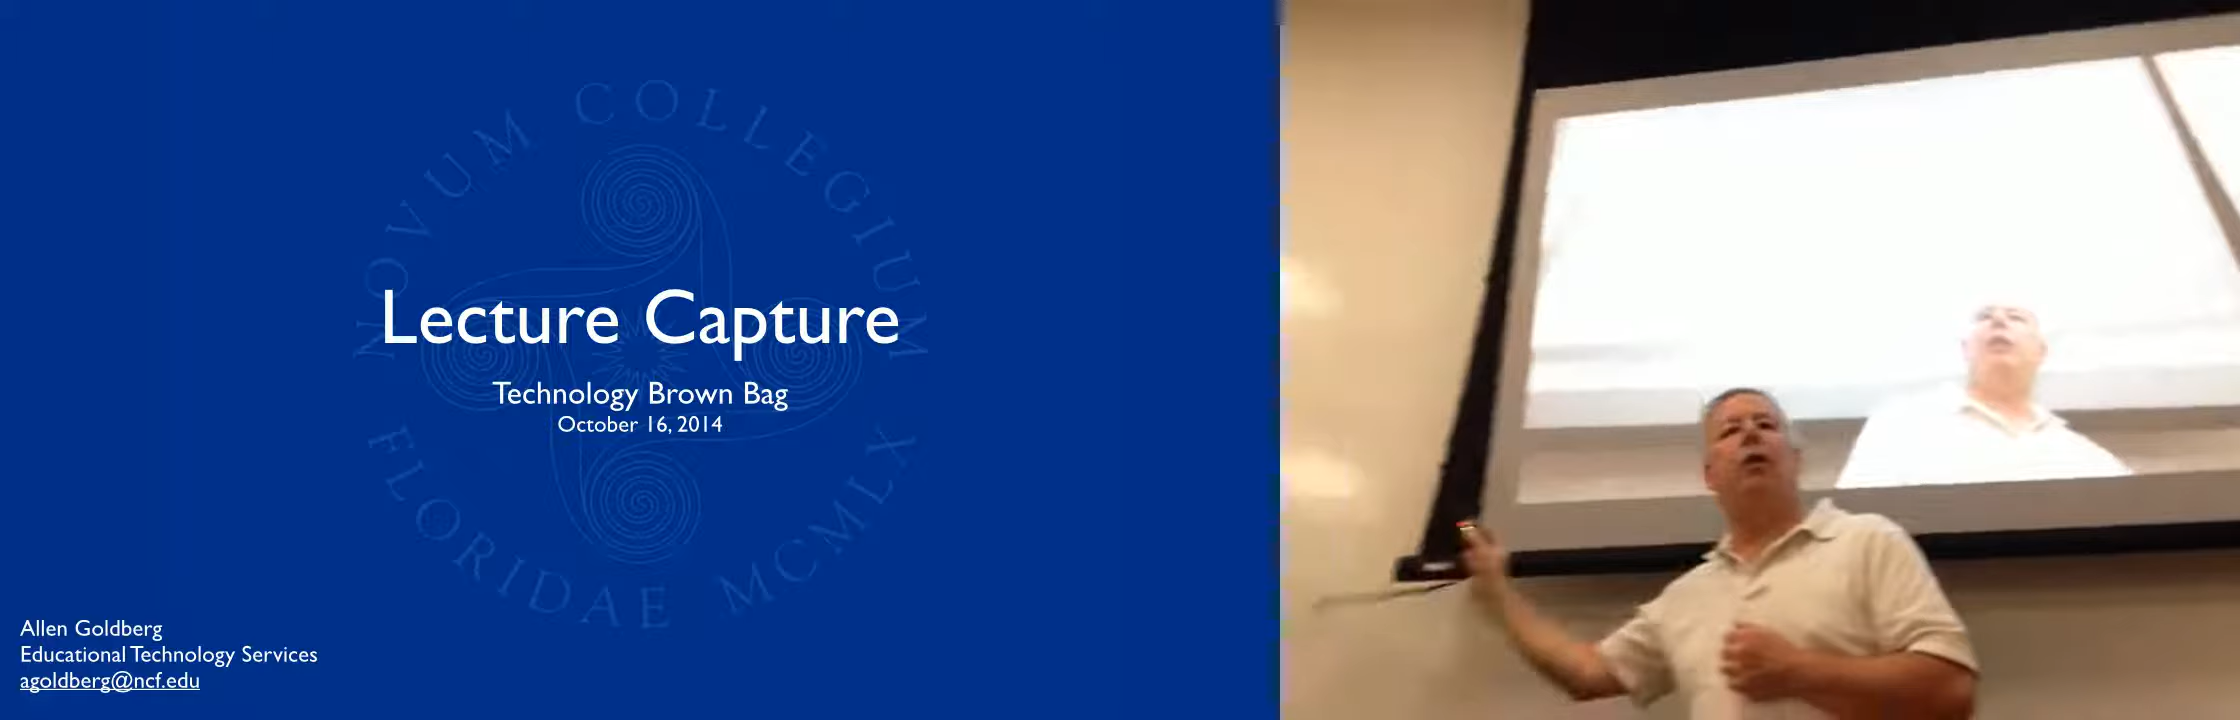 NOVUM COLLEGIUM
FLORIDAE MCMLX
Lecture Capture
Technology Brown Bag
October 16, 2014
Allen Goldberg
Educational Technology Services
agoldberg@ncf.edu